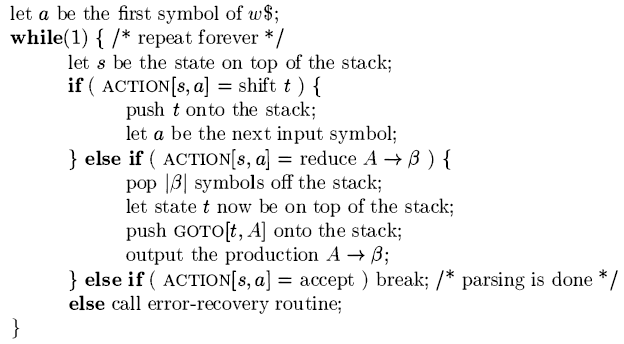 let a be the first symbol of w$;
while(1) { /* repeat forever */
let s be the state on top of the stack;
if ( ACTION[s, a] = shift t ) {
push t onto the stack;
let a be the next input symbol;
} else if ( ACTION[s, a] = reduce A → β ) {
pop |β| symbols off the stack;
let state t now be on top of the stack;
push GOTO[t, A] onto the stack;
output the production A → β;
} else if ( ACTION[s, a] = accept ) break; /* parsing is done */
else call error-recovery routine;
}